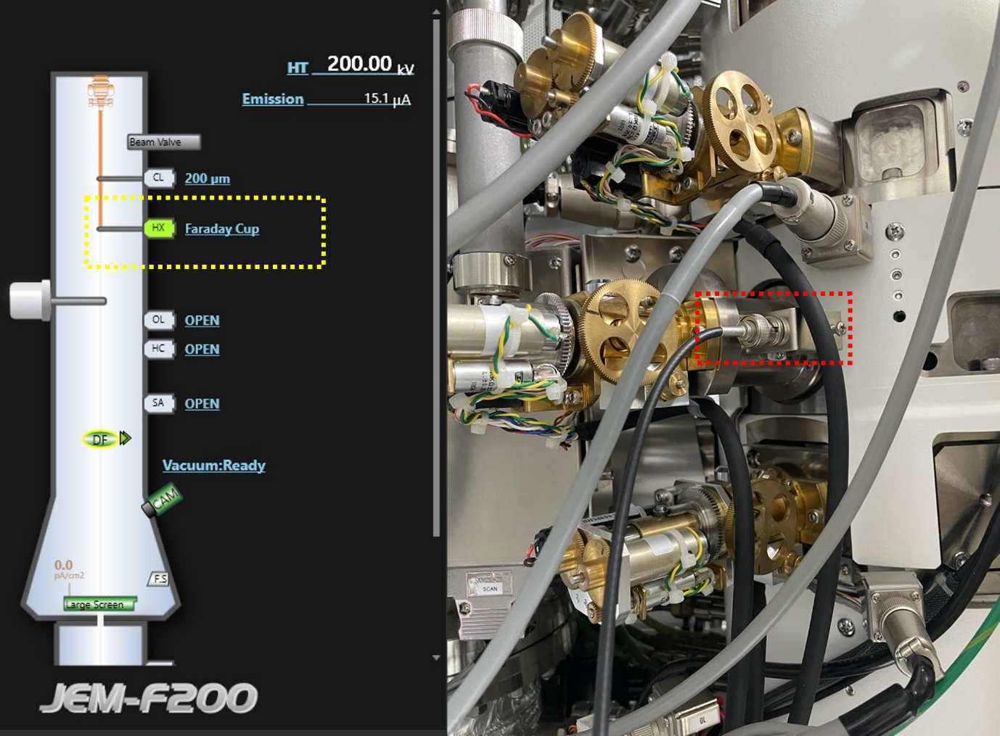 HT 200.00 kV
Emission 15.1 µA
Beam Valve
CL 200 µm
HX Faraday Cup
OL OPEN
HC OPEN
SA OPEN
DF
Vacuum:Ready
CAM
0.0
pA/cm2
F.S
Large Screen
JEM-F200
SCAN
OL